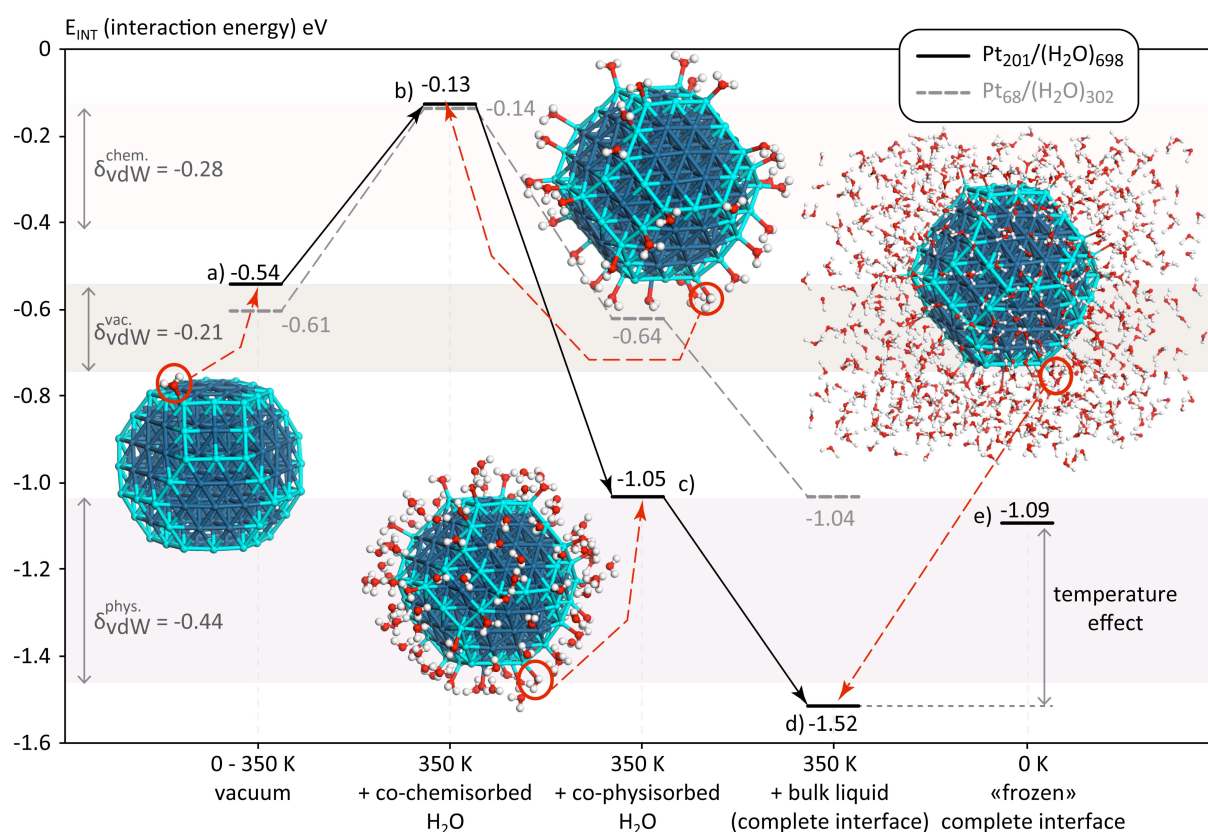 E_INT (interaction energy) eV
0
-0.2
-0.4
-0.6
-0.8
-1.0
-1.2
-1.4
-1.6
Pt₂₀₁/(H₂O)₆₉₈
Pt₆₈/(H₂O)₃₀₂
δ_vdW^chem. = -0.28
δ_vdW^vac. = -0.21
δ_vdW^phys. = -0.44
a) -0.54
-0.61
b) -0.13
-0.14
-0.64
-1.05 c)
-1.04
d) -1.52
e) -1.09
temperature
effect
0 - 350 K
vacuum
350 K
+ co-chemisorbed
H₂O
350 K
+ co-physisorbed
H₂O
350 K
+ bulk liquid
(complete interface)
0 K
«frozen»
complete interface